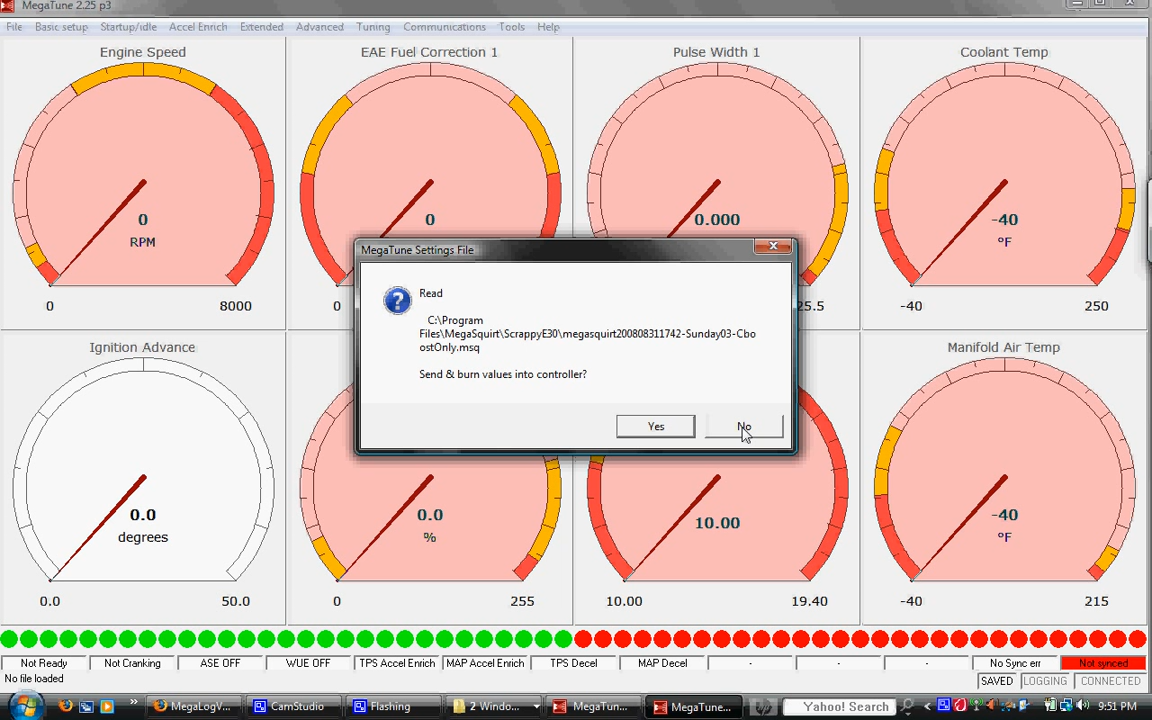 MegaTune 2.25 p3
File Basic setup Startup/idle Accel Enrich Extended Advanced Tuning Communications Tools Help
Engine Speed
EAE Fuel Correction 1
Pulse Width 1
Coolant Temp
0
RPM
0
0.000
-40
°F
0
8000
0
25.5
-40
250
MegaTune Settings File
Read
C:\Program
Files\MegaSquirt\ScrappyE30\megasquirt200808311742-Sunday03-Cbo
ostOnly.msq
Send & burn values into controller?
Yes
No
Ignition Advance
Manifold Air Temp
0.0
degrees
0.0
%
10.00
-40
°F
0.0
50.0
0
255
10.00
19.40
-40
215
Not Ready
Not Cranking
ASE OFF
WUE OFF
TPS Accel Enrich
MAP Accel Enrich
TPS Decel
MAP Decel
-
-
-
No Sync err
Not synced
No file loaded
SAVED
LOGGING
CONNECTED
MegaLogV...
CamStudio
Flashing
2 Windo...
MegaTun...
MegaTune...
Yahoo! Search
9:51 PM